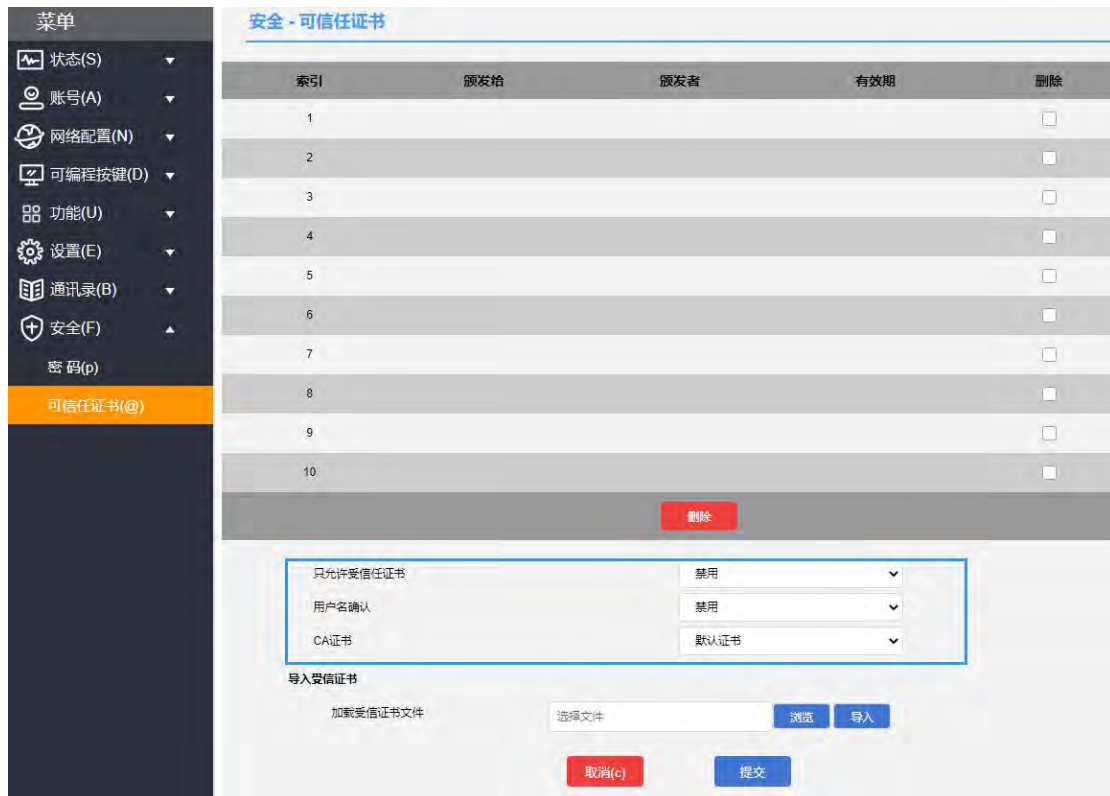 菜单
状态(S)
账号(A)
网络配置(N)
可编程按键(D)
功能(U)
设置(E)
通讯录(B)
安全(F)
密 码(p)
可信任证书(@)
安全 - 可信任证书
索引 颁发给 颁发者 有效期 删除
1
2
3
4
5
6
7
8
9
10
删除
只允许受信任证书 禁用
用户名确认 禁用
CA证书 默认证书
导入受信证书
加载受信证书文件 选择文件 浏览 导入
取消(c) 提交